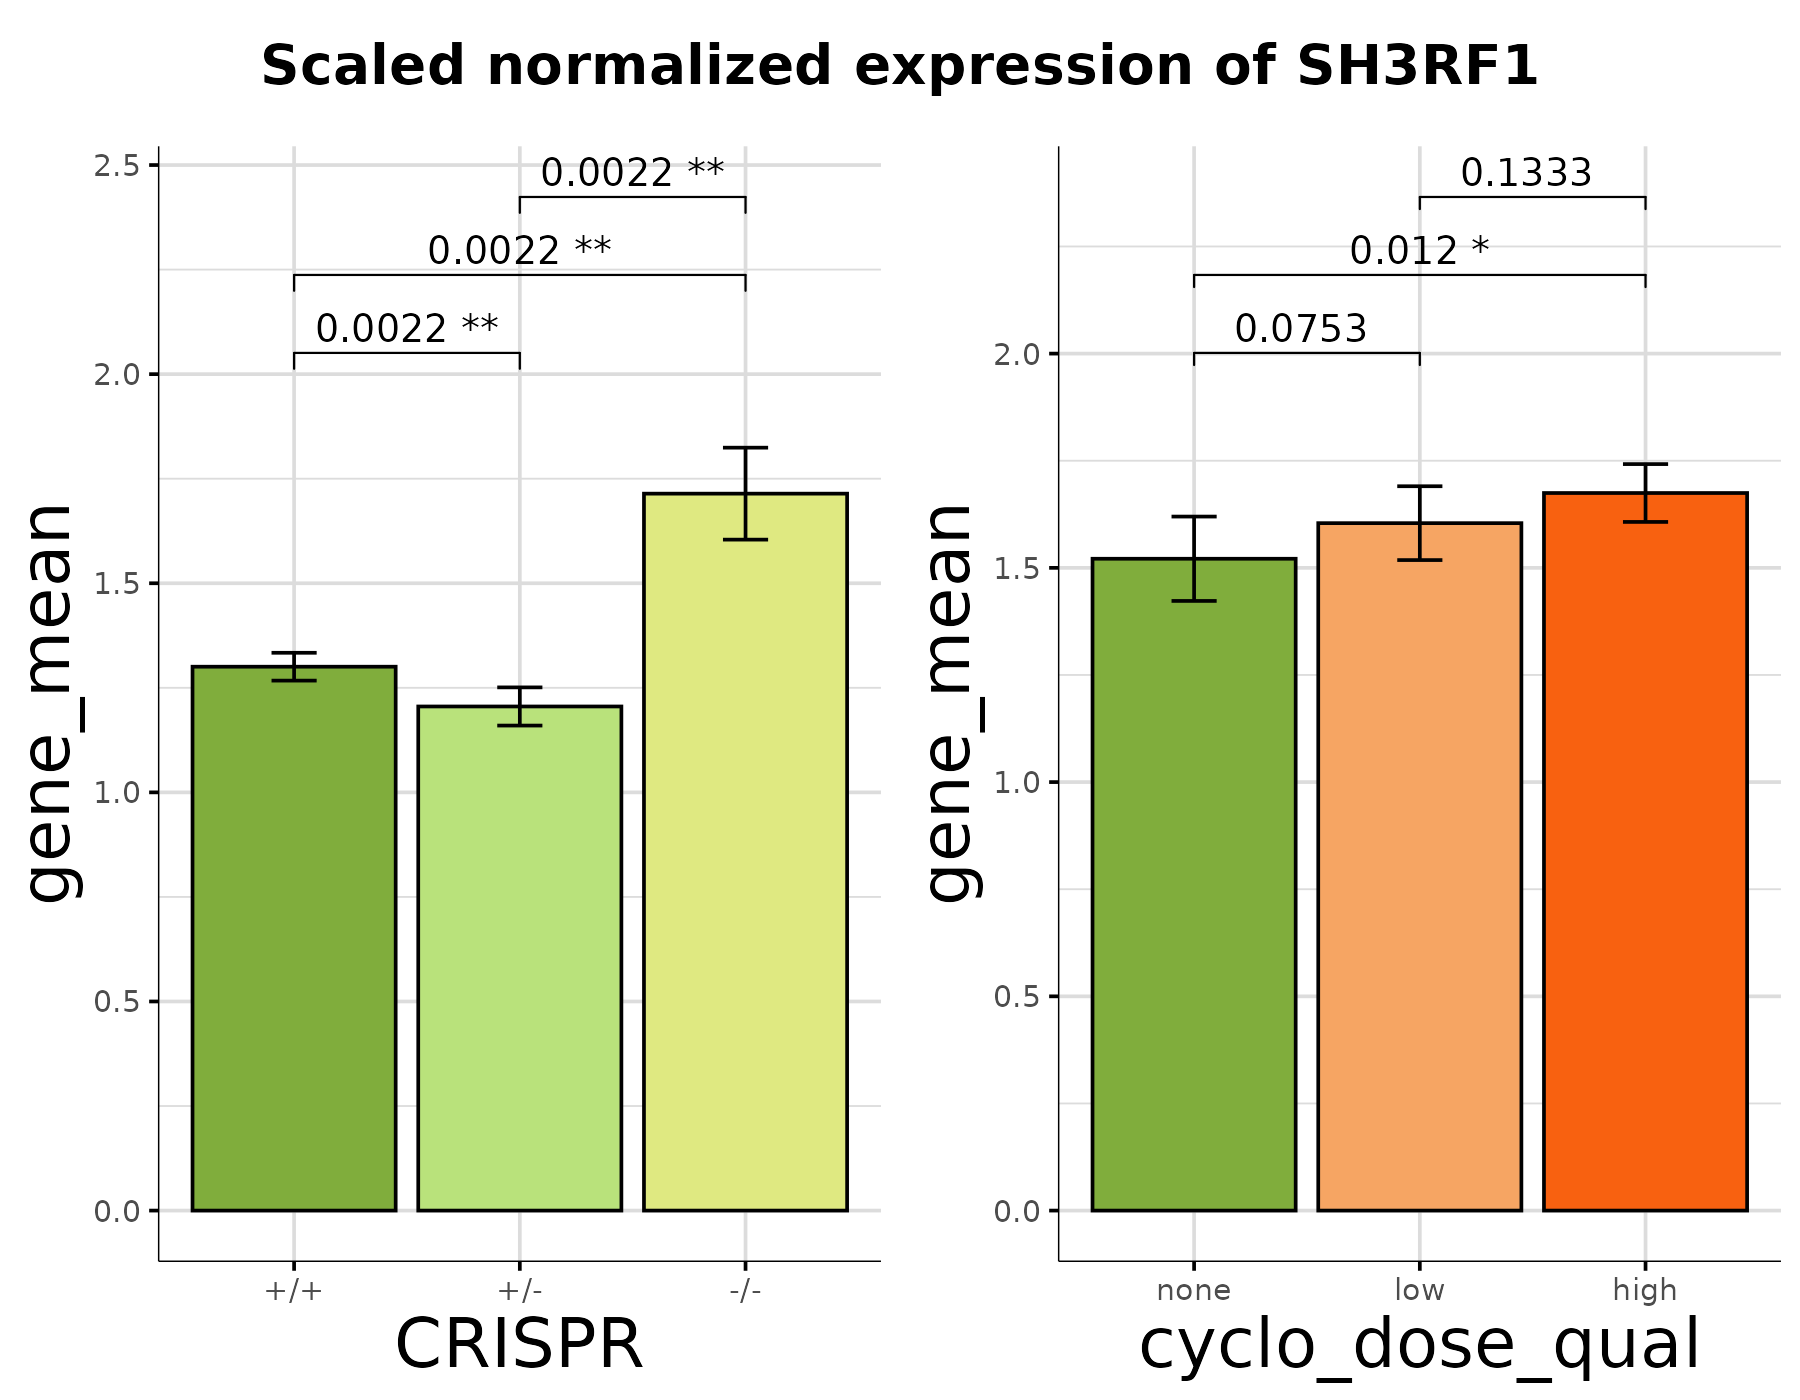 Scaled normalized expression of SH3RF1
gene_mean
2.5
2.0
1.5
1.0
0.5
0.0
0.0022 **
0.0022 **
0.0022 **
+/+ +/- -/-
CRISPR
gene_mean
2.0
1.5
1.0
0.5
0.0
0.1333
0.012 *
0.0753
none low high
cyclo_dose_qual